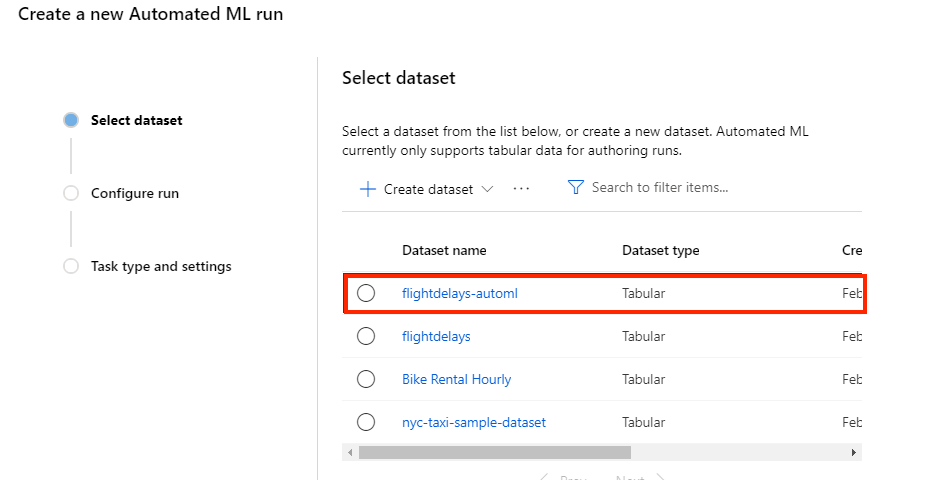 Create a new Automated ML run
Select dataset
Configure run
Task type and settings
Select dataset
Select a dataset from the list below, or create a new dataset. Automated ML
currently only supports tabular data for authoring runs.
Create dataset ··· Search to filter items...
Dataset name Dataset type Cre
flightdelays-automl Tabular Feb
flightdelays Tabular Feb
Bike Rental Hourly Tabular Feb
nyc-taxi-sample-dataset Tabular Feb
Prev Next